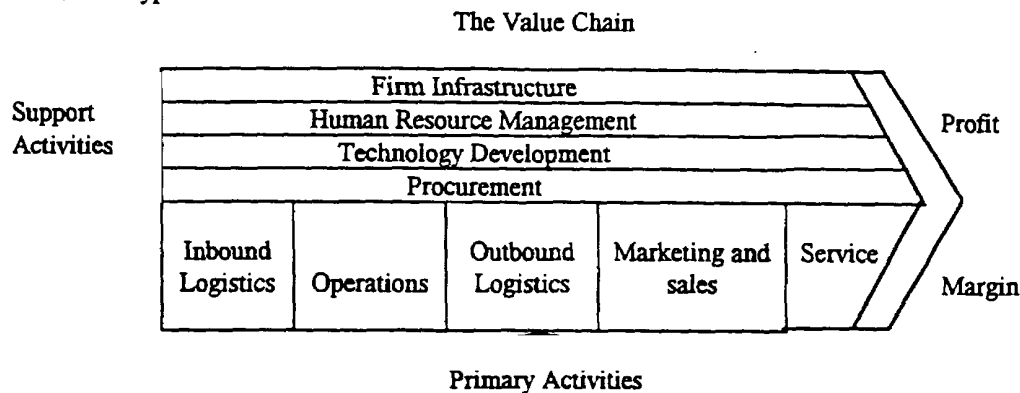 The Value Chain
Firm Infrastructure
Support
Activities
Human Resource Management
Profit
Technology Development
Procurement
Inbound
Logistics
Operations
Outbound
Logistics
Marketing and
sales
Service
Margin
Primary Activities